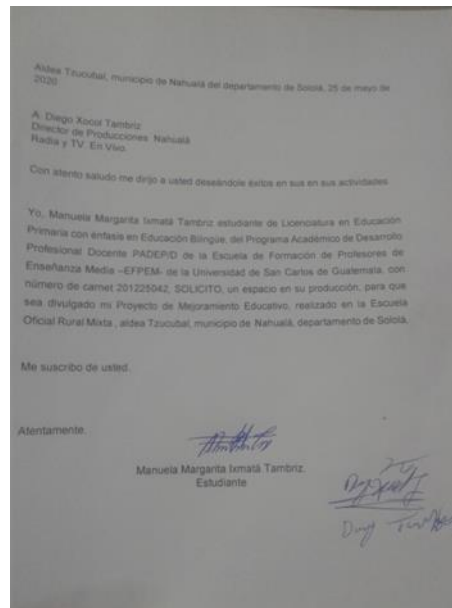 Aldea Tzucubal, municipio de Nahualá del departamento de Sololá, 25 de mayo de
2020
A: Diego Xocol Tambriz
Director de Producciones Nahualá
Radia y TV En Vivo.
Con atento saludo me dirijo a usted deseándole éxitos en sus en sus actividades
Yo, Manuela Margarita Ixmatá Tambriz estudiante de Licenciatura en Educación
Primaria con énfasis en Educación Bilingüe, del Programa Académico de Desarrollo
Profesional Docente PADEP/D de la Escuela de Formación de Profesores de
Enseñanza Media –EFPEM- de la Universidad de San Carlos de Guatemala, con
número de carnet 201225042, SOLICITO, un espacio en su producción, para que
sea divulgado mi Proyecto de Mejoramiento Educativo, realizado en la Escuela
Oficial Rural Mixta , aldea Tzucubal, municipio de Nahualá, departamento de Sololá.
Me suscribo de usted.
Atentamente.
Manuela Margarita Ixmatá Tambriz.
Estudiante